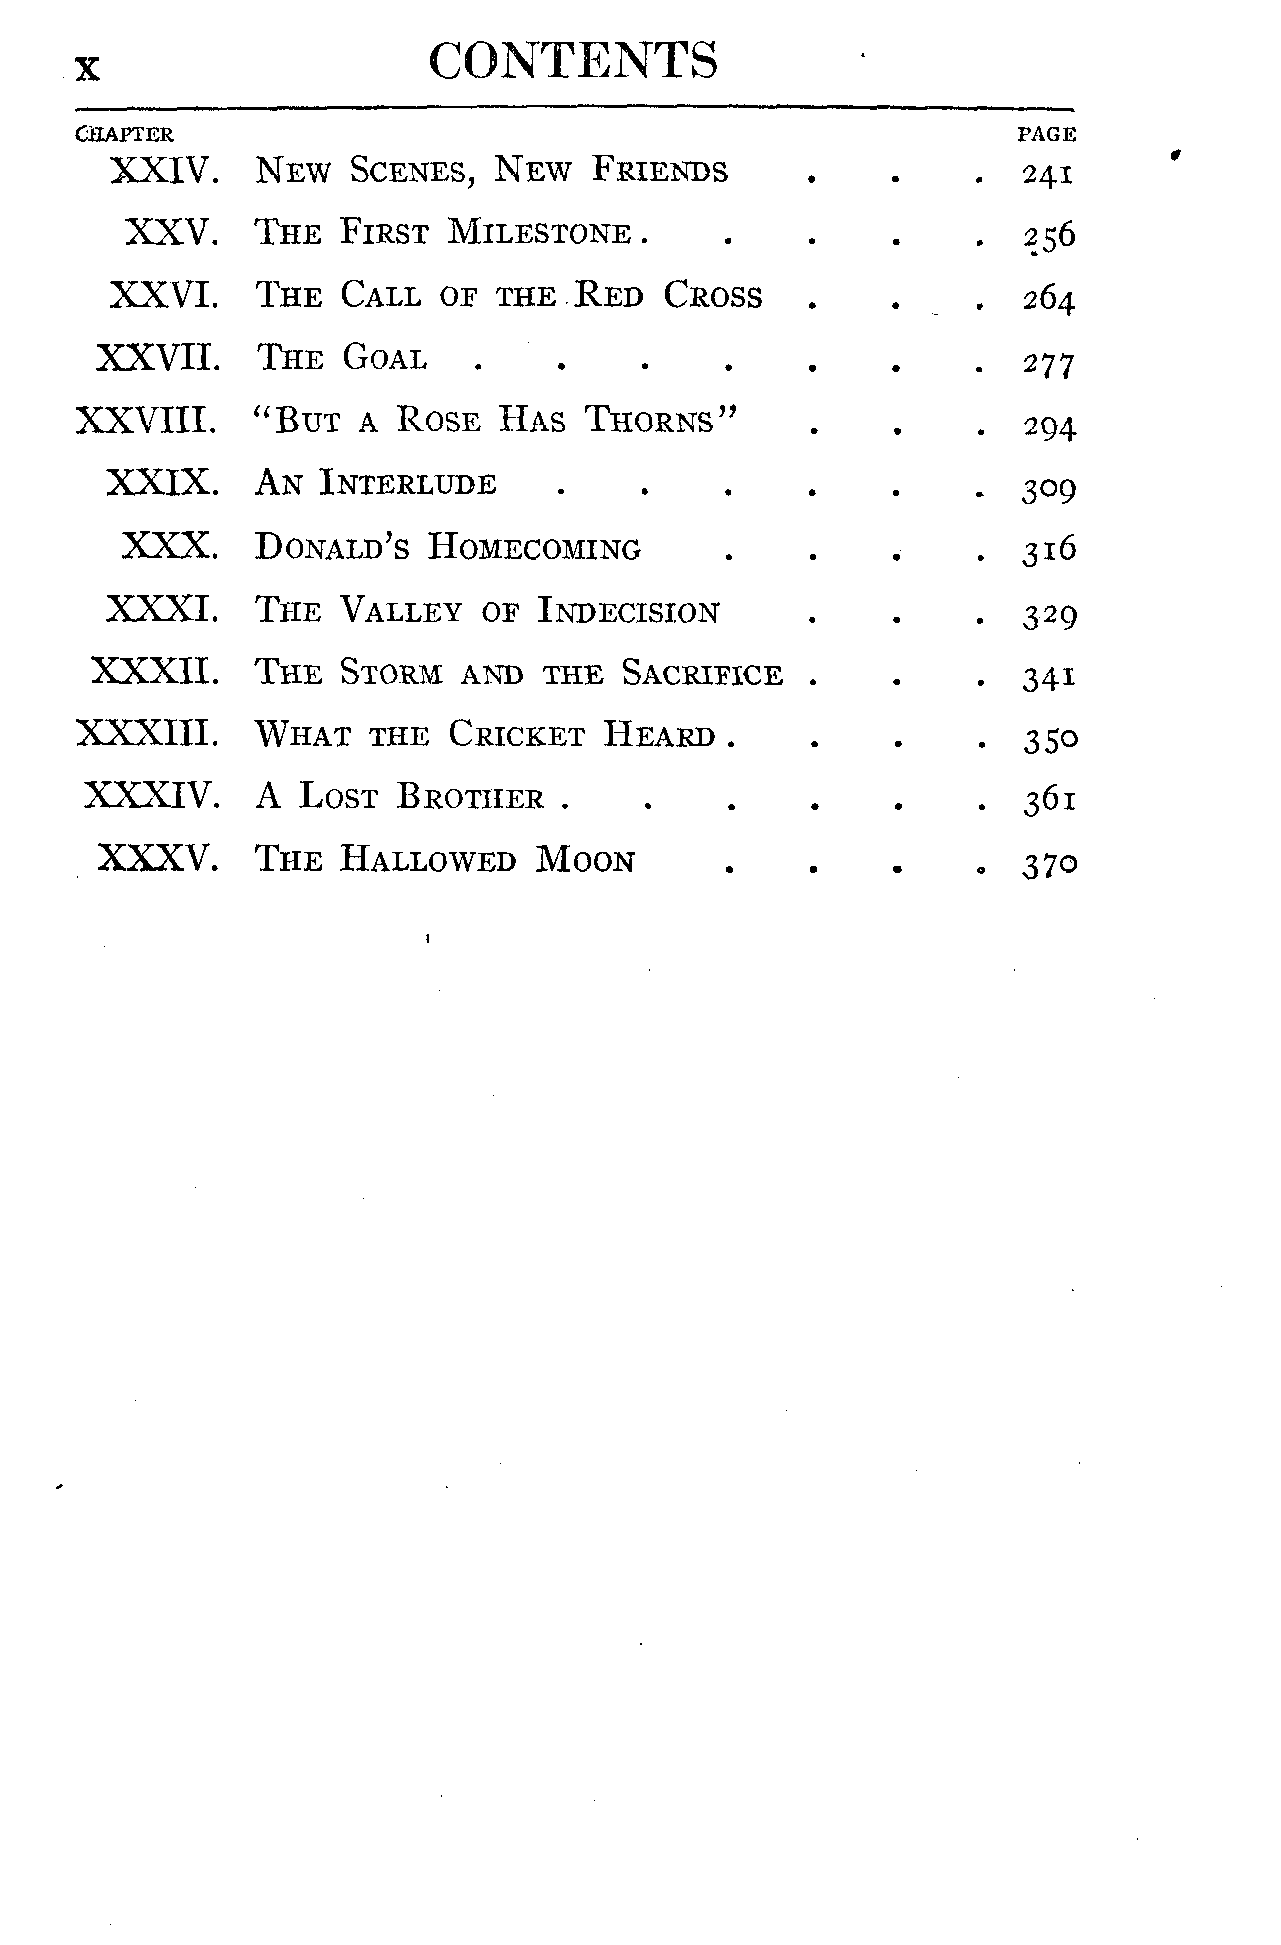 x CONTENTS
CHAPTER PAGE
XXIV. New Scenes, New Friends . . . 241
XXV. The First Milestone . . . . . 256
XXVI. The Call of the Red Cross . . . 264
XXVII. The Goal . . . . . . . 277
XXVIII. “But a Rose Has Thorns” . . . 294
XXIX. An Interlude . . . . . . 309
XXX. Donald’s Homecoming . . . . 316
XXXI. The Valley of Indecision . . . 329
XXXII. The Storm and the Sacrifice . . . 341
XXXIII. What the Cricket Heard . . . . 350
XXXIV. A Lost Brother . . . . . . 361
XXXV. The Hallowed Moon . . . . 370